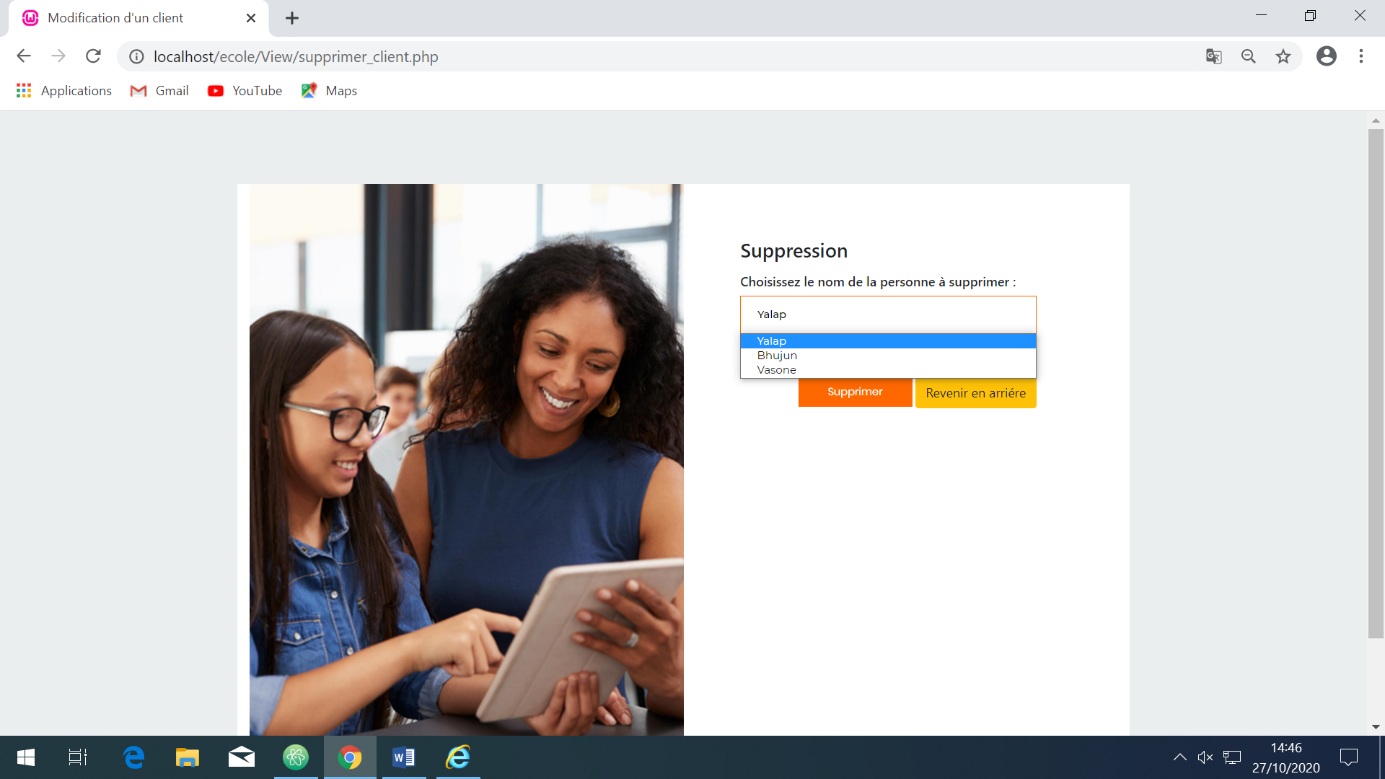 Modification d'un client
localhost/ecole/View/supprimer_client.php
Applications Gmail YouTube Maps
Suppression
Choisissez le nom de la personne à supprimer :
Yalap
Yalap
Bhujun
Vasone
Supprimer Revenir en arriére
14:46
27/10/2020